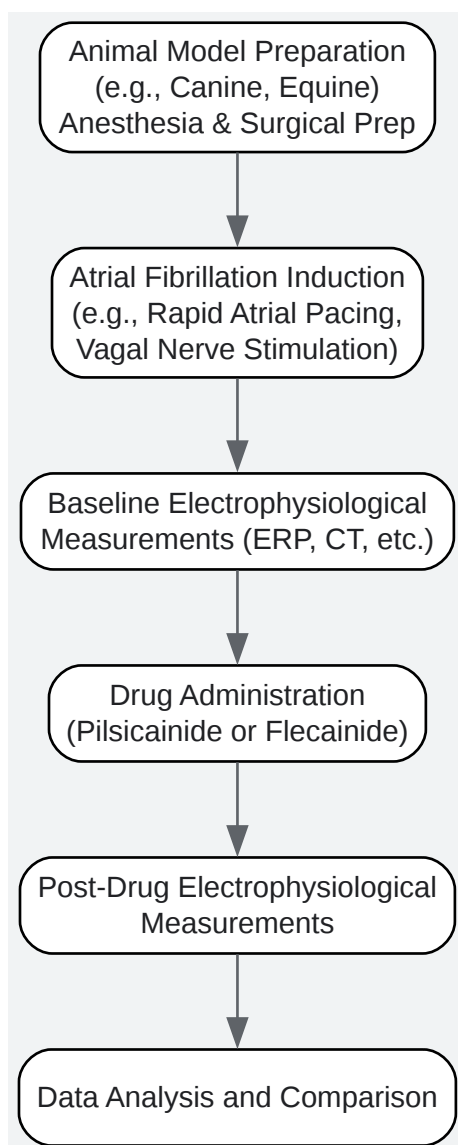 Animal Model Preparation
(e.g., Canine, Equine)
Anesthesia & Surgical Prep
Atrial Fibrillation Induction
(e.g., Rapid Atrial Pacing,
Vagal Nerve Stimulation)
Baseline Electrophysiological
Measurements (ERP, CT, etc.)
Drug Administration
(Pilsicainide or Flecainide)
Post-Drug Electrophysiological
Measurements
Data Analysis and Comparison